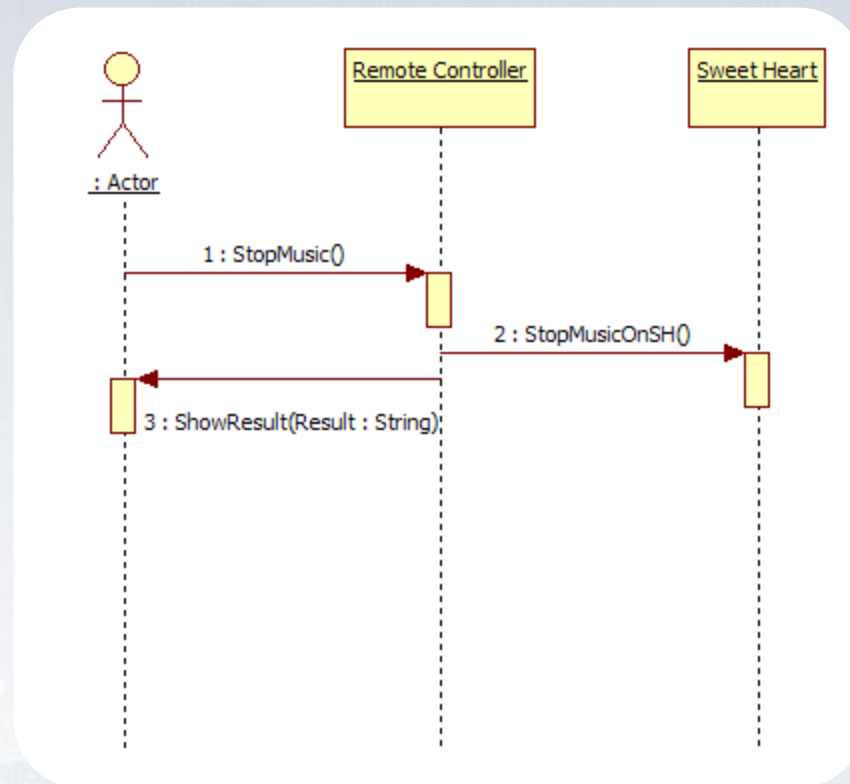 Remote Controller
Sweet Heart
: Actor
1 : StopMusic()
2 : StopMusicOnSH()
3 : ShowResult(Result : String)